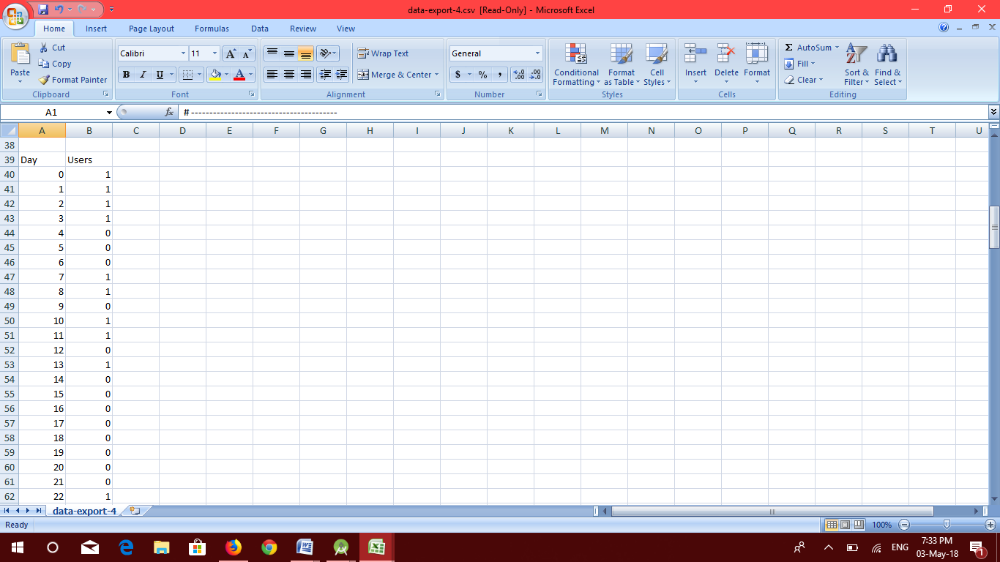 data-export-4.csv [Read-Only] - Microsoft Excel
Home Insert Page Layout Formulas Data Review View
Paste
Cut
Copy
Format Painter
Clipboard
Calibri 11 A A
B I U A
Font
Wrap Text
Merge & Center
Alignment
General
$ % , .0 .00 .00 .0
Number
Conditional Formatting
Format as Table
Cell Styles
Styles
Insert Delete Format
Cells
Σ AutoSum
Fill
Clear
Sort & Filter
Find & Select
Editing
A1 fx #----------------------------------------
A B C D E F G H I J K L M N O P Q R S T U
38
39 Day Users
40 0 1
41 1 1
42 2 1
43 3 1
44 4 0
45 5 0
46 6 0
47 7 1
48 8 1
49 9 0
50 10 1
51 11 1
52 12 0
53 13 1
54 14 0
55 15 0
56 16 0
57 17 0
58 18 0
59 19 0
60 20 0
61 21 0
62 22 1
data-export-4
Ready 100%
ENG 7:33 PM
03-May-18 1